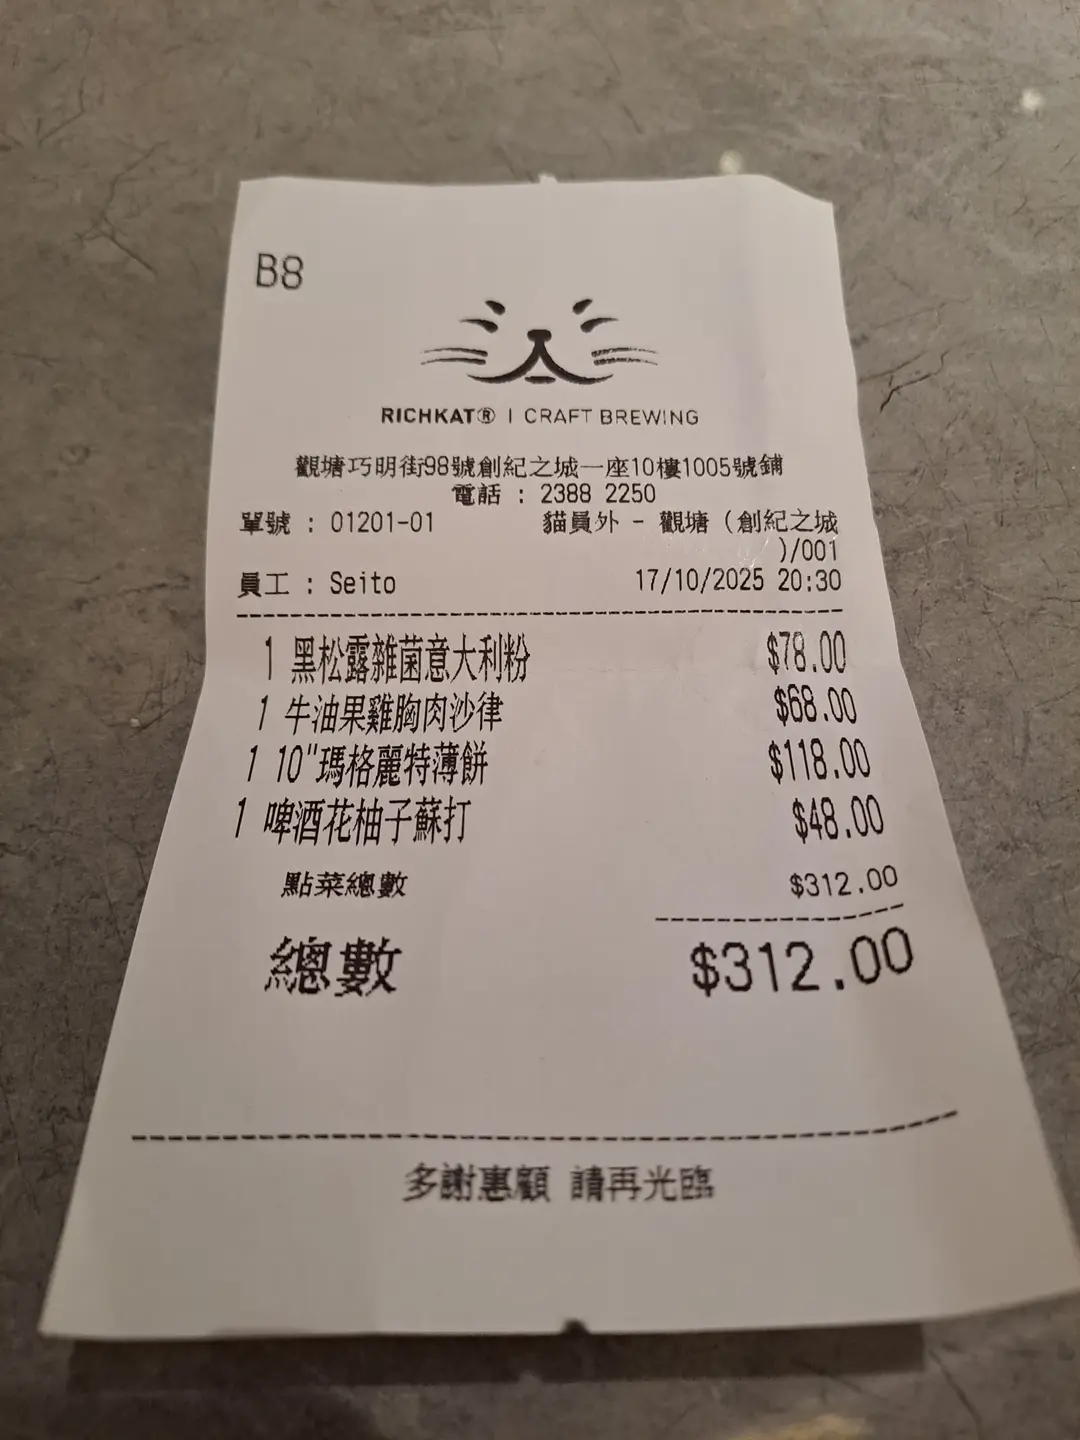 B8
RICHKAT® | CRAFT BREWING
觀塘巧明街98號創紀之城一座10樓1005號鋪
電話 : 2388 2250
單號 : 01201-01 貓員外 - 觀塘 (創紀之城
)/001
員工 : Seito 17/10/2025 20:30
1 黑松露雜菌意大利粉 $78.00
1 牛油果雞胸肉沙律 $68.00
1 10"瑪格麗特薄餅 $118.00
1 啤酒花柚子蘇打 $48.00
點菜總數 $312.00
總數 $312.00
多謝惠顧 請再光臨